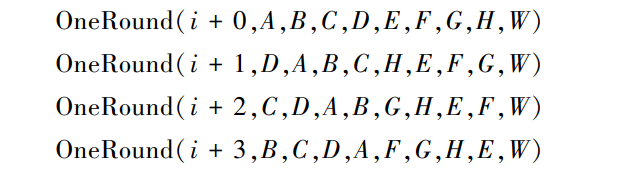 OneRound(i + 0,A,B,C,D,E,F,G,H,W)
OneRound(i + 1,D,A,B,C,H,E,F,G,W)
OneRound(i + 2,C,D,A,B,G,H,E,F,W)
OneRound(i + 3,B,C,D,A,F,G,H,E,W)